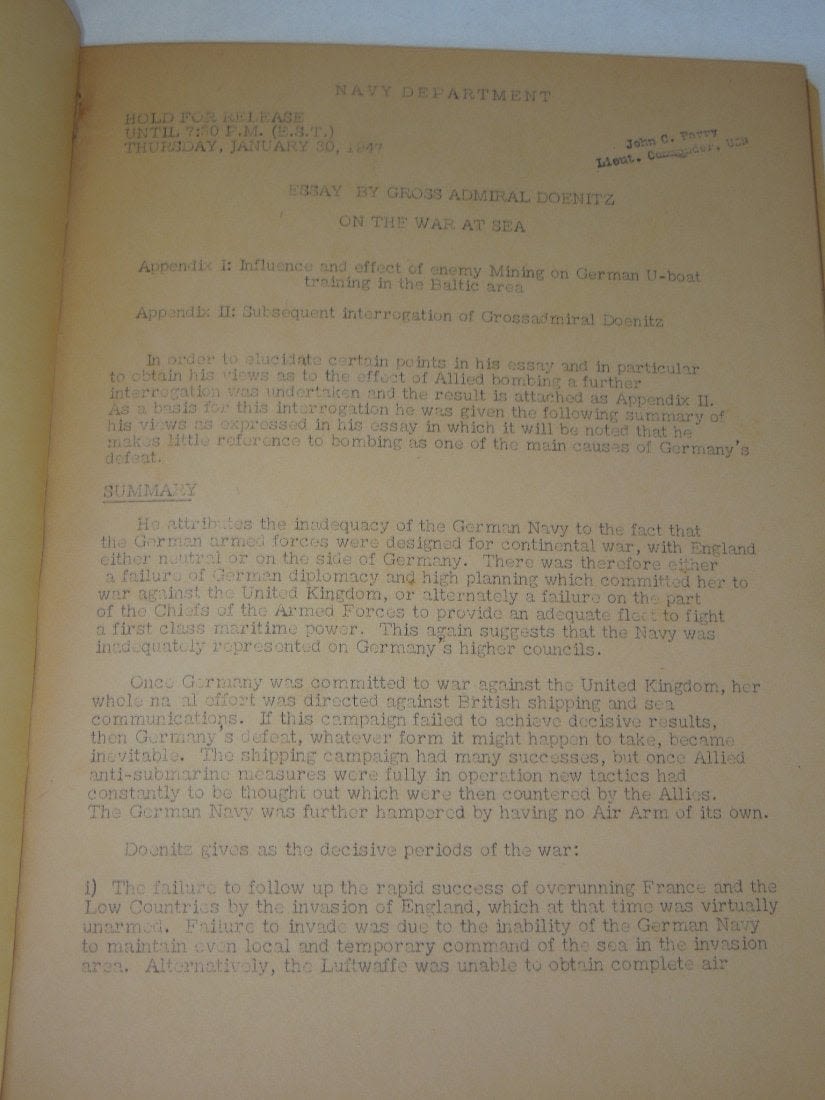 NAVY DEPARTMENT
HOLD FOR RELEASE
UNTIL 7:30 P.M. (E.S.T.)
THURSDAY, JANUARY 30, 1947
John C. Parry
Lieut. Commander, USN
ESSAY BY GROSS ADMIRAL DOENITZ
ON THE WAR AT SEA
Appendix I: Influence and effect of enemy Mining on German U-boat
training in the Baltic area
Appendix II: Subsequent interrogation of Grossadmiral Doenitz
In order to elucidate certain points in his essay and in particular
to obtain his views as to the effect of Allied bombing a further
interrogation was undertaken and the result is attached as Appendix II.
As a basis for this interrogation he was given the following summary of
his views as expressed in his essay in which it will be noted that he
makes little reference to bombing as one of the main causes of Germany's
defeat.
SUMMARY
He attributes the inadequacy of the German Navy to the fact that
the German armed forces were designed for continental war, with England
either neutral or on the side of Germany. There was therefore either
a failure of German diplomacy and high planning which committed her to
war against the United Kingdom, or alternately a failure on the part
of the Chiefs of the Armed Forces to provide an adequate fleet to fight
a first class maritime power. This again suggests that the Navy was
inadequately represented on Germany's higher councils.
Once Germany was committed to war against the United Kingdom, her
whole na al effort was directed against British shipping and sea
communications. If this campaign failed to achieve decisive results,
then Germany's defeat, whatever form it might happen to take, became
inevitable. The shipping campaign had many successes, but once Allied
anti-submarine measures were fully in operation new tactics had
constantly to be thought out which were then countered by the Allies.
The German Navy was further hampered by having no Air Arm of its own.
Doenitz gives as the decisive periods of the war:
i) The failure to follow up the rapid success of overunning France and the
Low Countries by the invasion of England, which at that time was virtually
unarmed. Failure to invade was due to the inability of the German Navy
to maintain even local and temporary command of the sea in the invasion
area. Alternatively, the Luftwaffe was unable to obtain complete air